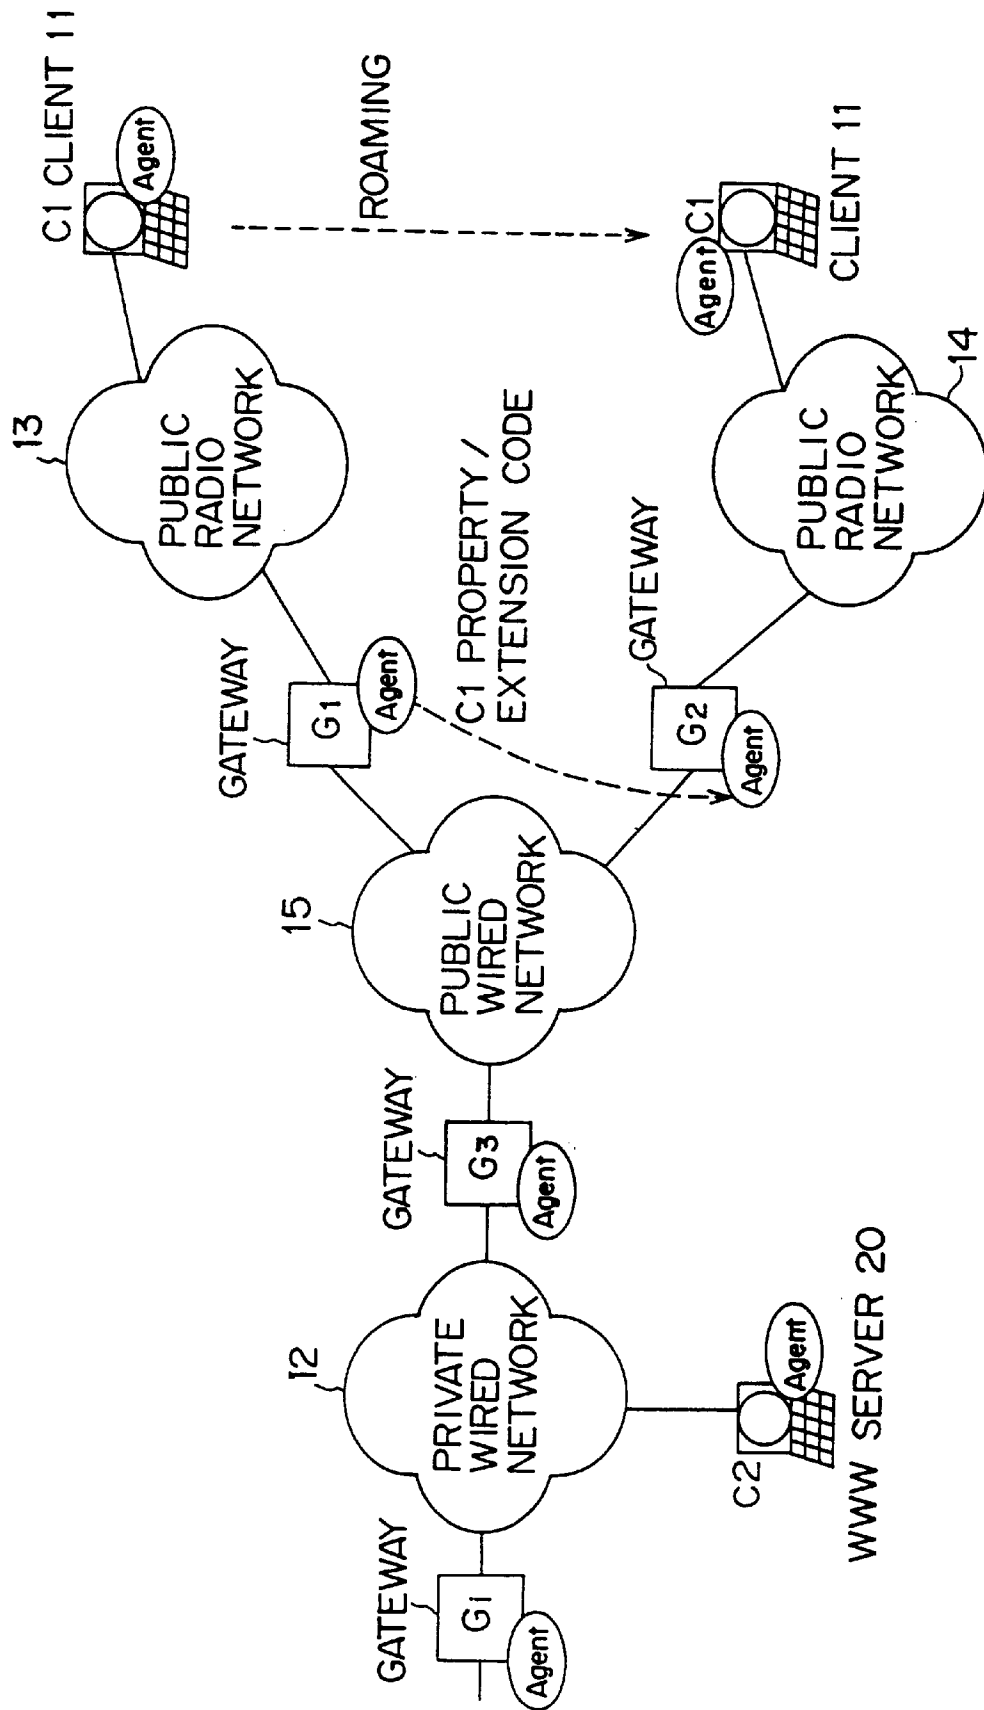 C1 CLIENT 11
Agent
ROAMING
13
PUBLIC
RADIO
NETWORK
GATEWAY
G1
Agent
C1 PROPERTY /
EXTENSION CODE
Agent
C1
CLIENT 11
14
PUBLIC
RADIO
NETWORK
GATEWAY
G2
Agent
15
PUBLIC
WIRED
NETWORK
GATEWAY
G3
Agent
12
PRIVATE
WIRED
NETWORK
GATEWAY
Gi
Agent
C2
Agent
WWW SERVER 20